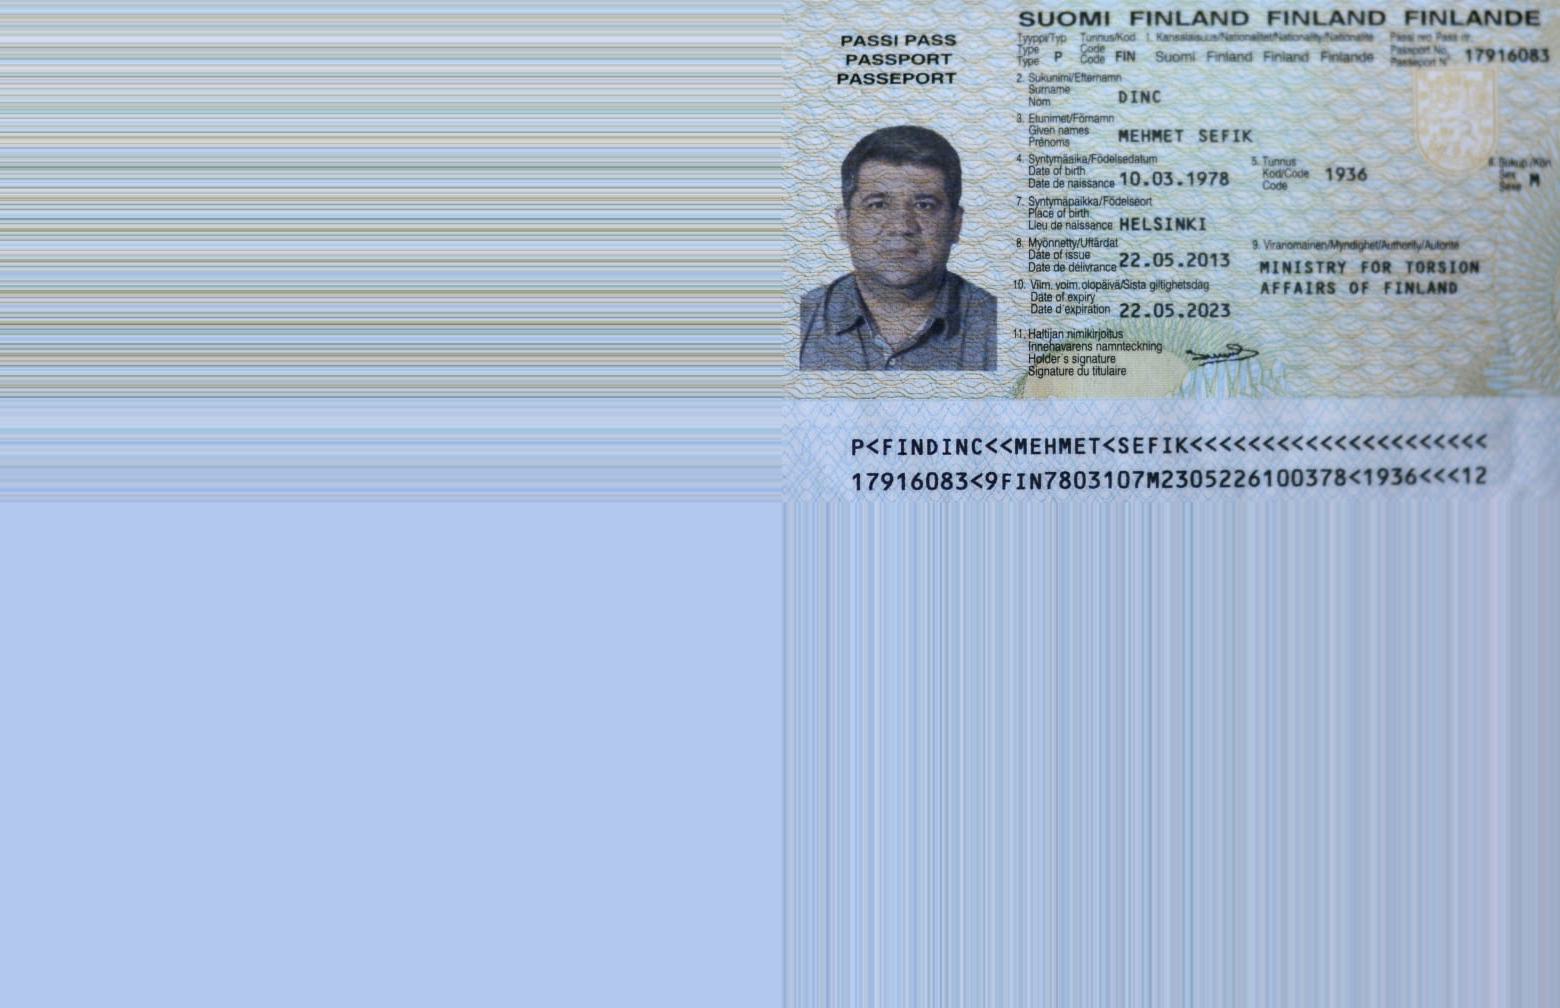 SUOMI FINLAND FINLAND FINLANDE
PASSI PASS
PASSPORT
PASSEPORT
Tyyppi/Typ Tunnus/Kod 1. Kansalaisuus/Nationalitet/Nationality/Nationalité Passi nro Pass nr.
Type Code Passport No.
Type P Code FIN Suomi Finland Finland Finlande Passeport N° 17916083
2. Sukunimi/Efternamn
Surname
Nom DINC
3. Etunimet/Förnamn
Given names
Prénoms MEHMET SEFIK
4. Syntymäaika/Födelsedatum
Date of birth
Date de naissance 10.03.1978
5. Tunnus
Kod/Code
Code 1936
6. Sukup./Kön
Sex
Sexe M
7. Syntymäpaikka/Födelseort
Place of birth
Lieu de naissance HELSINKI
8. Myönnetty/Utfärdat
Date of issue
Date de délivrance 22.05.2013
9. Viranomainen/Myndighet/Authority/Autorité
MINISTRY FOR TORSION
AFFAIRS OF FINLAND
10. Viim. voim.olopäivä/Sista giltighetsdag
Date of expiry
Date d'expiration 22.05.2023
11. Haltijan nimikirjoitus
Innehavarens namnteckning
Holder's signature
Signature du titulaire
P<FINDINC<<MEHMET<SEFIK<<<<<<<<<<<<<<<<<<<<<
17916083<9FIN7803107M2305226100378<1936<<<12